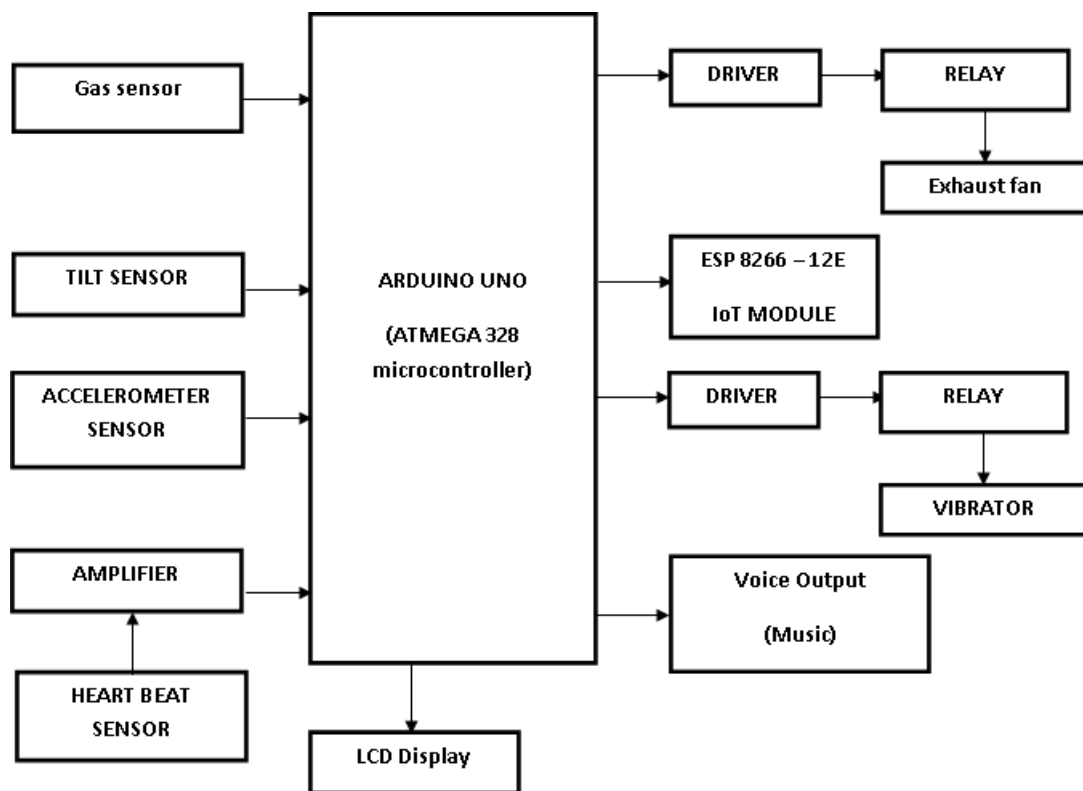 Gas sensor
TILT SENSOR
ACCELEROMETER
SENSOR
AMPLIFIER
HEART BEAT
SENSOR
ARDUINO UNO
(ATMEGA 328
microcontroller)
LCD Display
DRIVER
RELAY
Exhaust fan
ESP 8266 – 12E
IoT MODULE
DRIVER
RELAY
VIBRATOR
Voice Output
(Music)